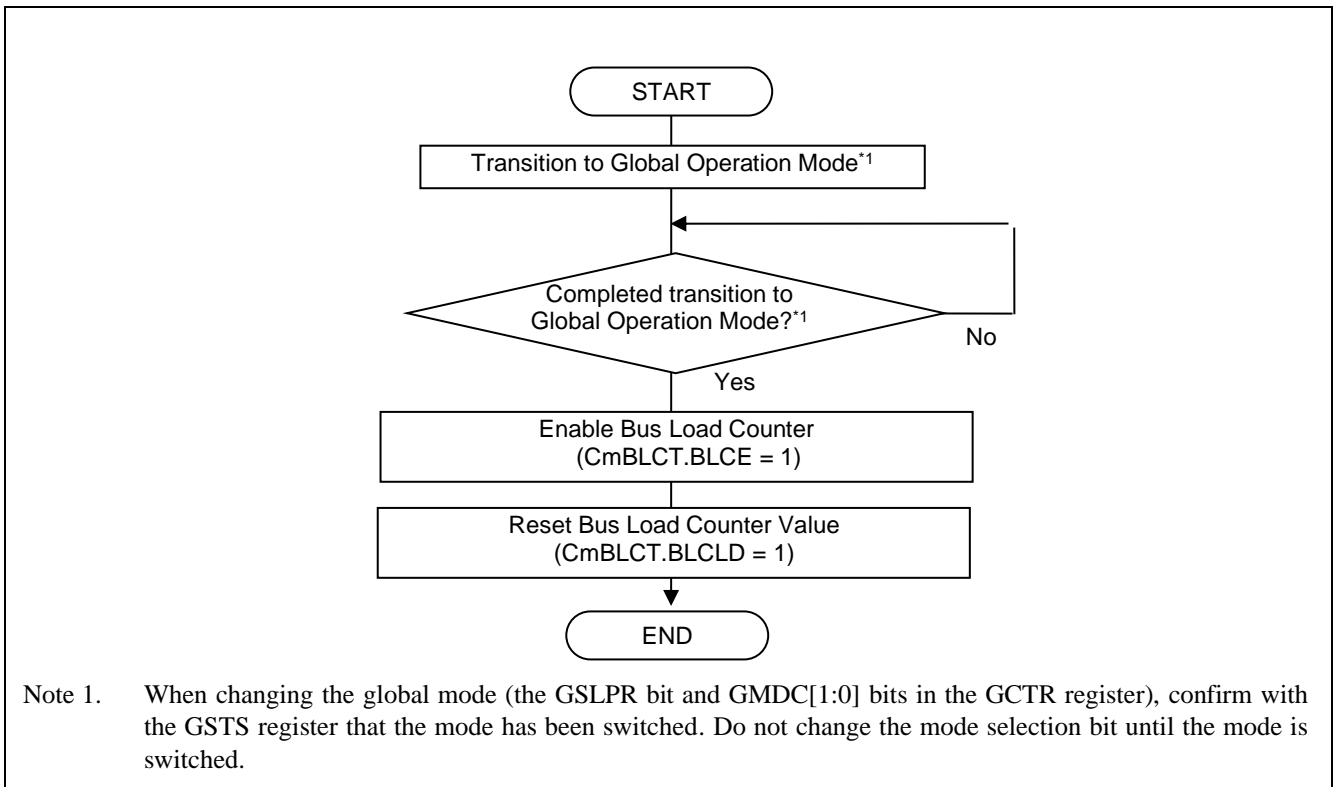 START
Transition to Global Operation Mode*1
Completed transition to
Global Operation Mode?*1
No
Yes
Enable Bus Load Counter
(CmBLCT.BLCE = 1)
Reset Bus Load Counter Value
(CmBLCT.BLCLD = 1)
END
Note 1. When changing the global mode (the GSLPR bit and GMDC[1:0] bits in the GCTR register), confirm with
the GSTS register that the mode has been switched. Do not change the mode selection bit until the mode is
switched.